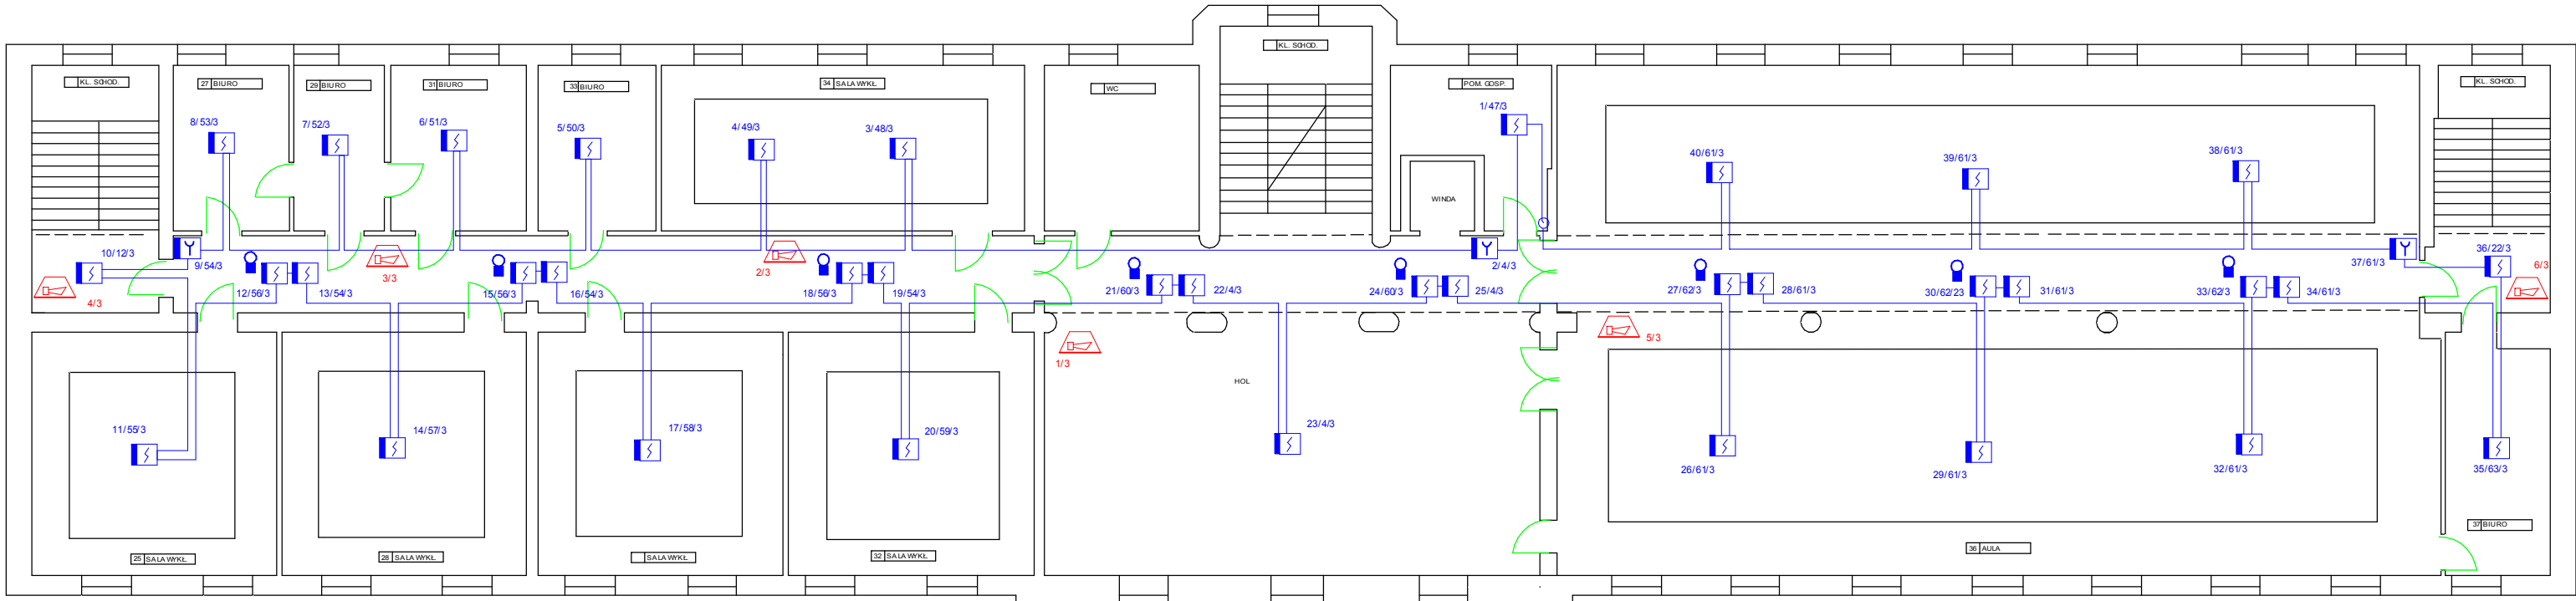 KL. SCHOD.
27 BIURO
29 BIURO
31 BIURO
33 BIURO
34 SALA WYKŁ.
WC
KL. SCHOD.
POM. GOSP.
KL. SCHOD.
8/53/3
7/52/3
6/51/3
5/50/3
4/49/3
3/48/3
1/47/3
40/61/3
39/61/3
38/61/3
WINDA
10/12/3
9/54/3
3/3
2/3
2/4/3
37/61/3
36/22/3
6/3
4/3
12/56/3
13/54/3
15/56/3
16/54/3
18/56/3
19/54/3
21/60/3
22/4/3
24/60/3
25/4/3
27/62/3
28/61/3
30/62/23
31/61/3
33/62/3
34/61/3
1/3
5/3
HOL
11/55/3
14/57/3
17/58/3
20/59/3
23/4/3
26/61/3
29/61/3
32/61/3
35/63/3
25 SALA WYKŁ.
28 SALA WYKŁ.
SALA WYKŁ.
32 SALA WYKŁ.
36 AULA
37 BIURO